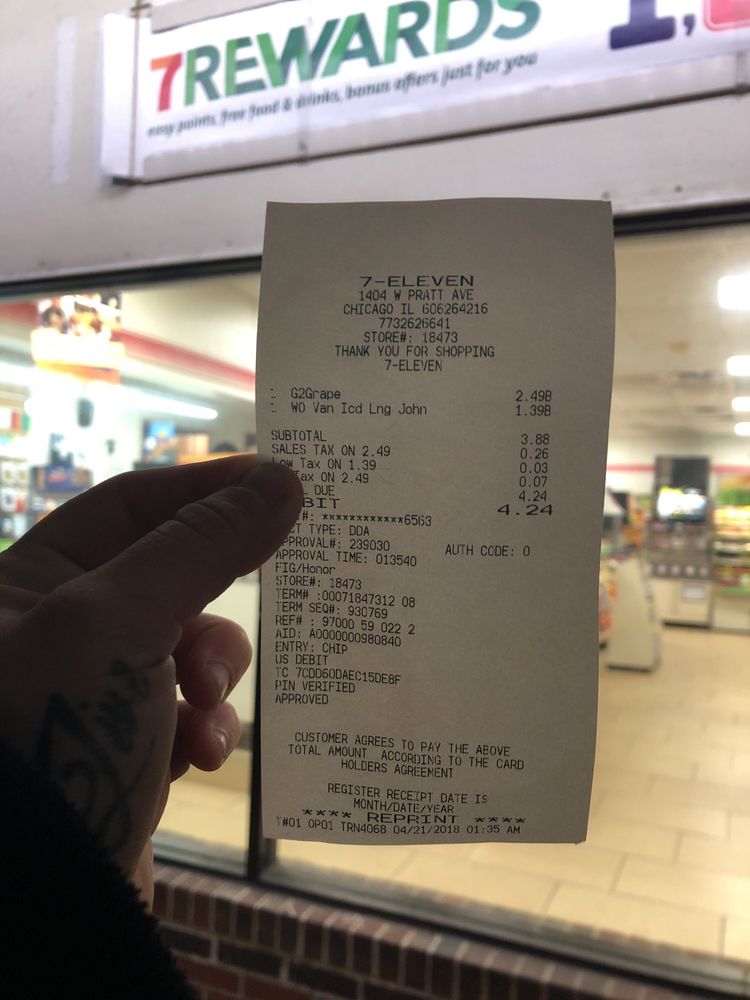 7REWARDS
easy points, free food & drinks, bonus offers just for you
7-ELEVEN
1404 W PRATT AVE
CHICAGO IL 606264216
7732626641
STORE#: 18473
THANK YOU FOR SHOPPING
7-ELEVEN
G2Grape 2.49B
WO Van Icd Lng John 1.39B
SUBTOTAL 3.88
SALES TAX ON 2.49 0.26
Low Tax ON 1.39 0.03
Tax ON 2.49 0.07
DUE 4.24
BIT 4.24
#: ************6563
CT TYPE: DDA
APPROVAL#: 239030 AUTH CODE: 0
APPROVAL TIME: 013540
FIG/Honor
STORE#: 18473
TERM# :00071847312 08
TERM SEQ#: 930769
REF# : 97000 59 022 2
AID: A0000000980840
ENTRY: CHIP
US DEBIT
TC 7CDD60DAEC15DE8F
PIN VERIFIED
APPROVED
CUSTOMER AGREES TO PAY THE ABOVE
TOTAL AMOUNT ACCORDING TO THE CARD
HOLDERS AGREEMENT
REGISTER RECEIPT DATE IS
MONTH/DATE/YEAR
**** REPRINT ****
T#01 OP01 TRN4068 04/21/2018 01:35 AM